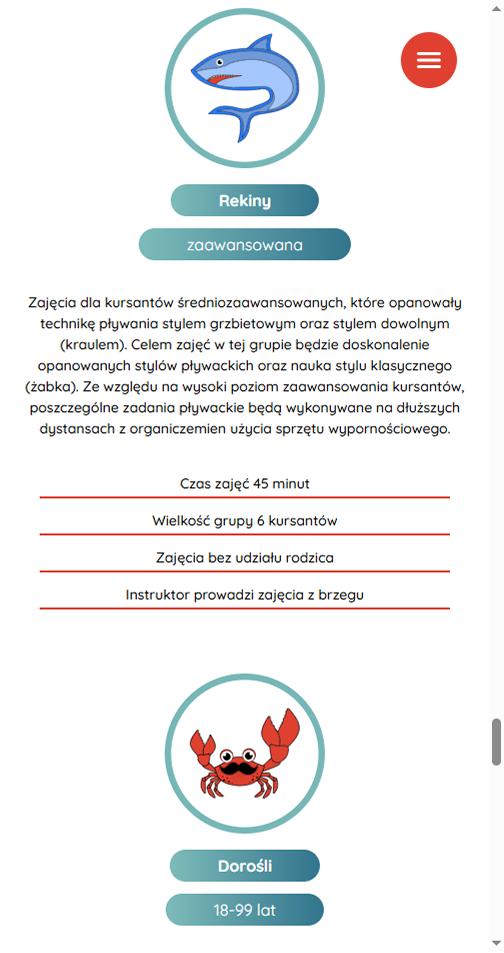 Rekiny
zaawansowana
Zajęcia dla kursantów średniozaawansowanych, które opanowały
technikę pływania stylem grzbietowym oraz stylem dowolnym
(kraulem). Celem zajęć w tej grupie będzie doskonalenie
opanowanych stylów pływackich oraz nauka stylu klasycznego
(żabka). Ze względu na wysoki poziom zaawansowania kursantów,
poszczególne zadania pływackie będą wykonywane na dłuższych
dystansach z organiczemien użycia sprzętu wypornościowego.
Czas zajęć 45 minut
Wielkość grupy 6 kursantów
Zajęcia bez udziału rodzica
Instruktor prowadzi zajęcia z brzegu
Dorośli
18-99 lat